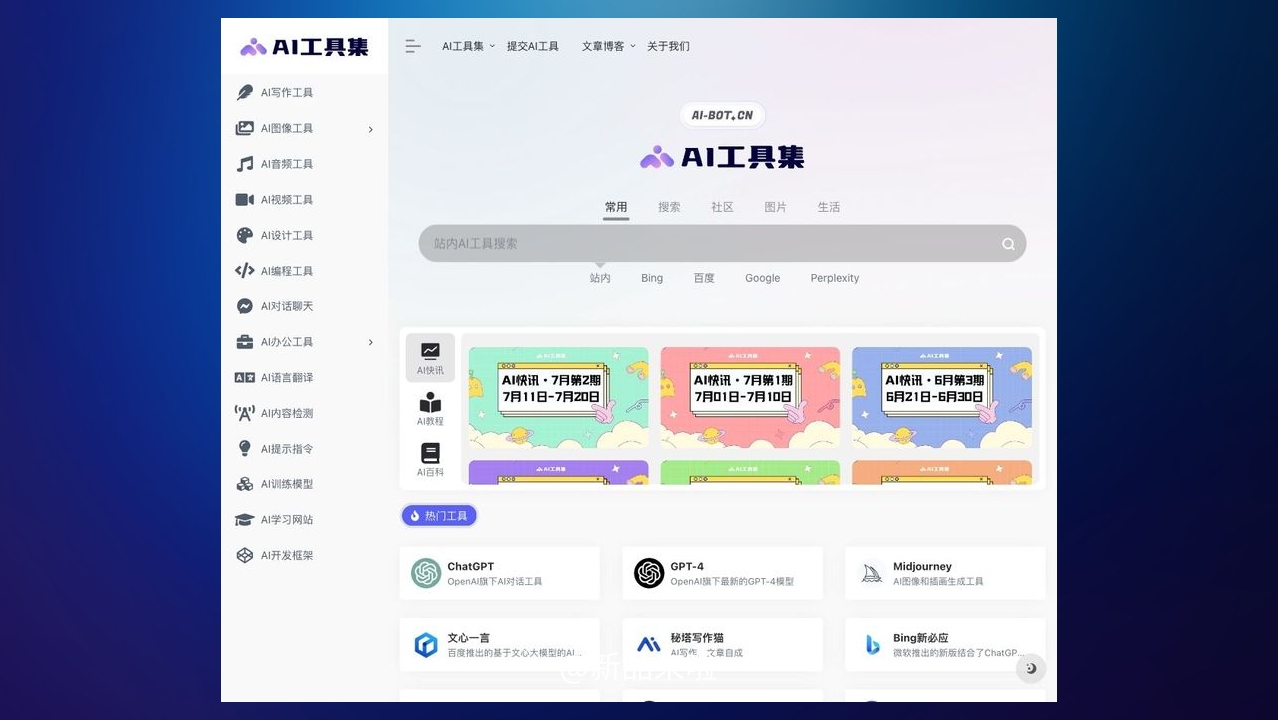 AI工具集
AI工具集
提交AI工具
文章博客
关于我们
AI写作工具
AI图像工具
AI音频工具
AI视频工具
AI设计工具
AI编程工具
AI对话聊天
AI办公工具
AI语言翻译
AI内容检测
AI提示指令
AI训练模型
AI学习网站
AI开发框架
AI-BOT.CN
AI工具集
常用
搜索
社区
图片
生活
站内AI工具搜索
站内
Bing
百度
Google
Perplexity
AI快讯
AI教程
AI百科
AI工具集
AI快讯·7月第2期
7月11日-7月20日
AI工具集
AI快讯·7月第1期
7月01日-7月10日
AI工具集
AI快讯·6月第3期
6月21日-6月30日
AI工具集
AI工具集
AI工具集
热门工具
ChatGPT
OpenAI旗下AI对话工具
GPT-4
OpenAI旗下最新的GPT-4模型
Midjourney
AI图像和插画生成工具
文心一言
百度推出的基于文心大模型的AI...
秘塔写作猫
AI写作，文章自成
Bing新必应
微软推出的新版结合了ChatGP...
@新品来啦